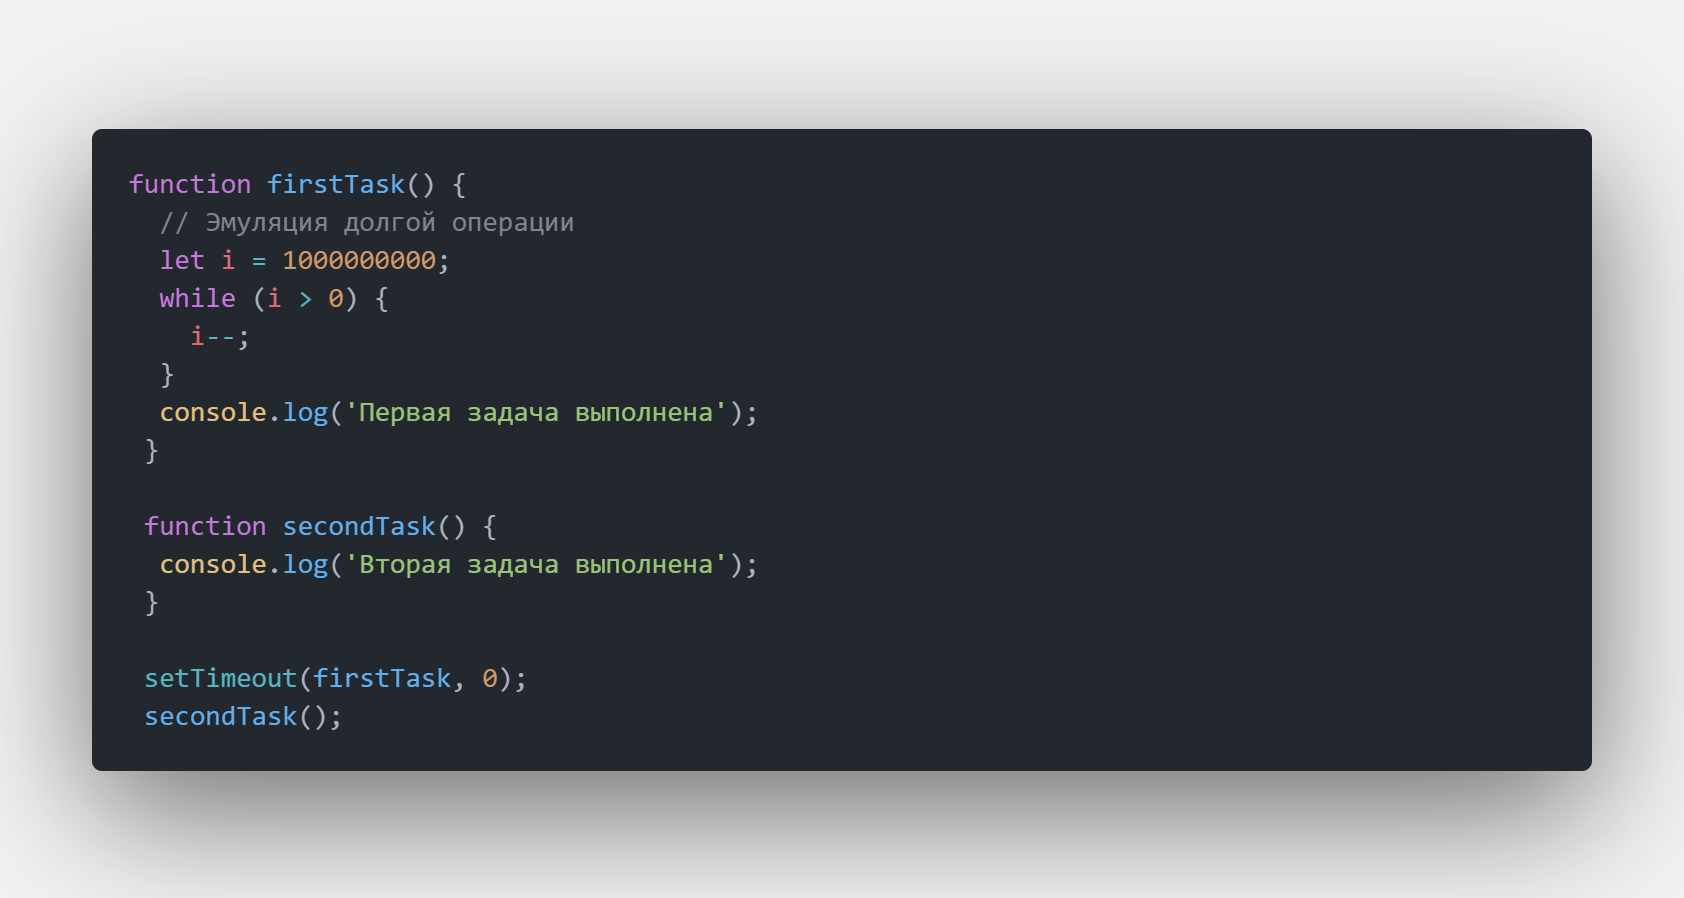 function firstTask() {
  // Эмуляция долгой операции
  let i = 1000000000;
  while (i > 0) {
    i--;
  }
  console.log('Первая задача выполнена');
 }

 function secondTask() {
  console.log('Вторая задача выполнена');
 }

 setTimeout(firstTask, 0);
 secondTask();